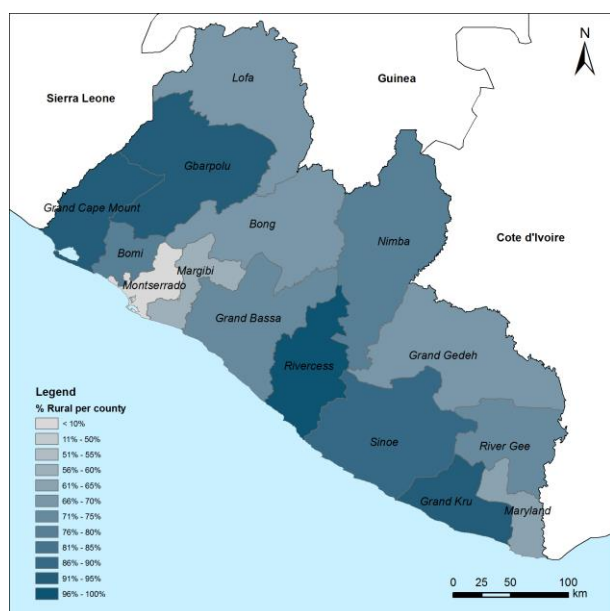 N
Lofa
Guinea
Sierra Leone
Gbarpolu
Grand Cape Mount
Bong
Nimba
Cote d'Ivoire
Bomi
Margibi
Montserrado
Grand Bassa
Grand Gedeh
Rivercess
Sinoe
River Gee
Grand Kru
Maryland
Legend
% Rural per county
< 10%
11% - 50%
51% - 55%
56% - 60%
61% - 65%
66% - 70%
71% - 75%
76% - 80%
81% - 85%
86% - 90%
91% - 95%
96% - 100%
0 25 50 100
km